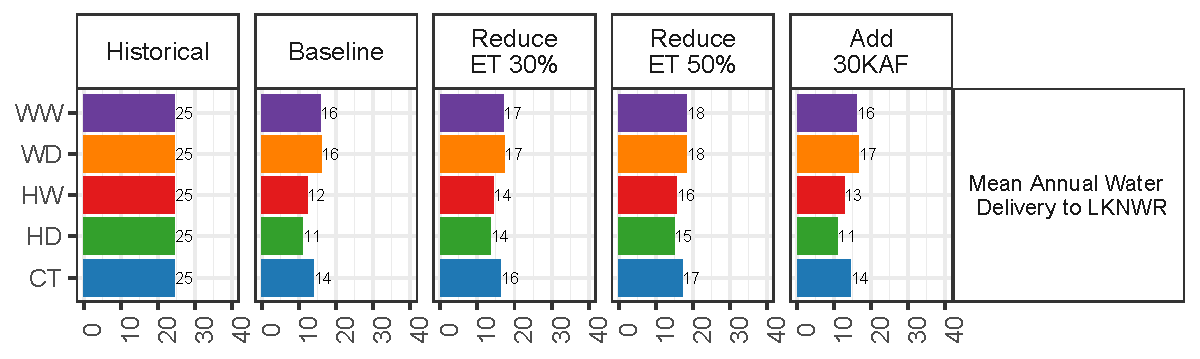 Historical
Baseline
Reduce
ET 30%
Reduce
ET 50%
Add
30KAF
WW 25 16 17 18 16
WD 25 16 17 18 17
HW 25 12 14 16 13
HD 25 11 14 15 11
CT 25 14 16 17 14
Mean Annual Water
Delivery to LKNWR
0 10 20 30 40 0 10 20 30 40 0 10 20 30 40 0 10 20 30 40 0 10 20 30 40